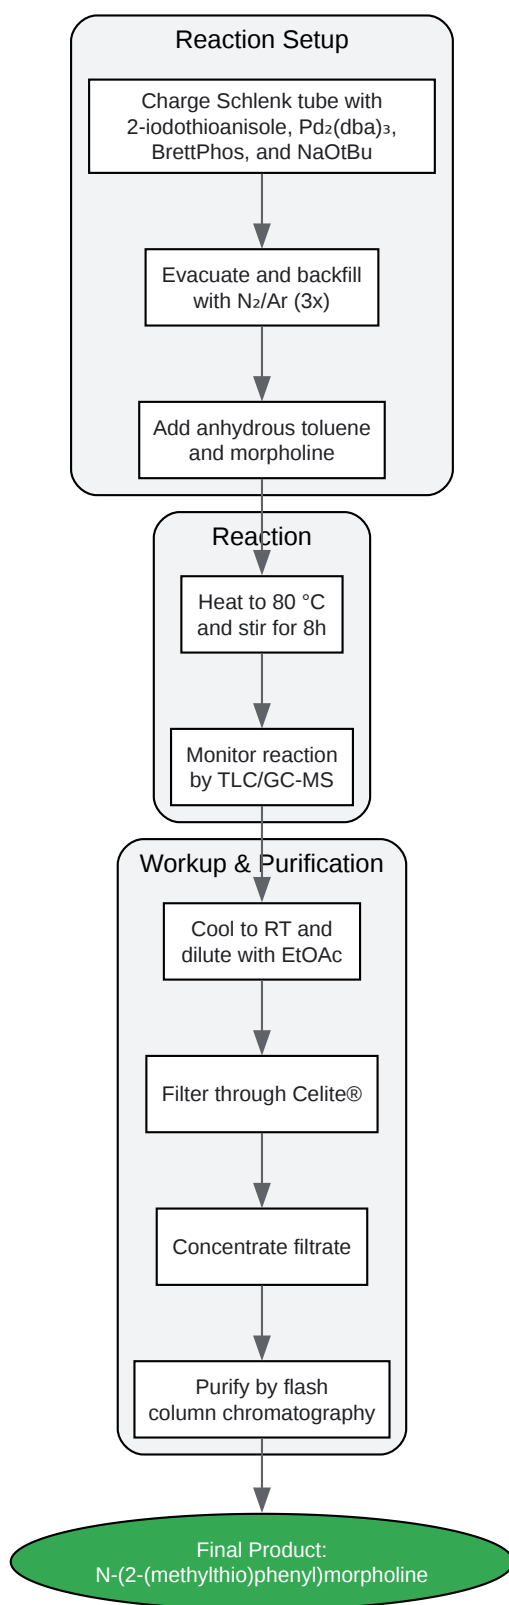 Reaction Setup
Charge Schlenk tube with
2-iodothioanisole, Pd₂(dba)₃,
BrettPhos, and NaOtBu
Evacuate and backfill
with N₂/Ar (3x)
Add anhydrous toluene
and morpholine
Reaction
Heat to 80 °C
and stir for 8h
Monitor reaction
by TLC/GC-MS
Workup & Purification
Cool to RT and
dilute with EtOAc
Filter through Celite®
Concentrate filtrate
Purify by flash
column chromatography
Final Product:
N-(2-(methylthio)phenyl)morpholine